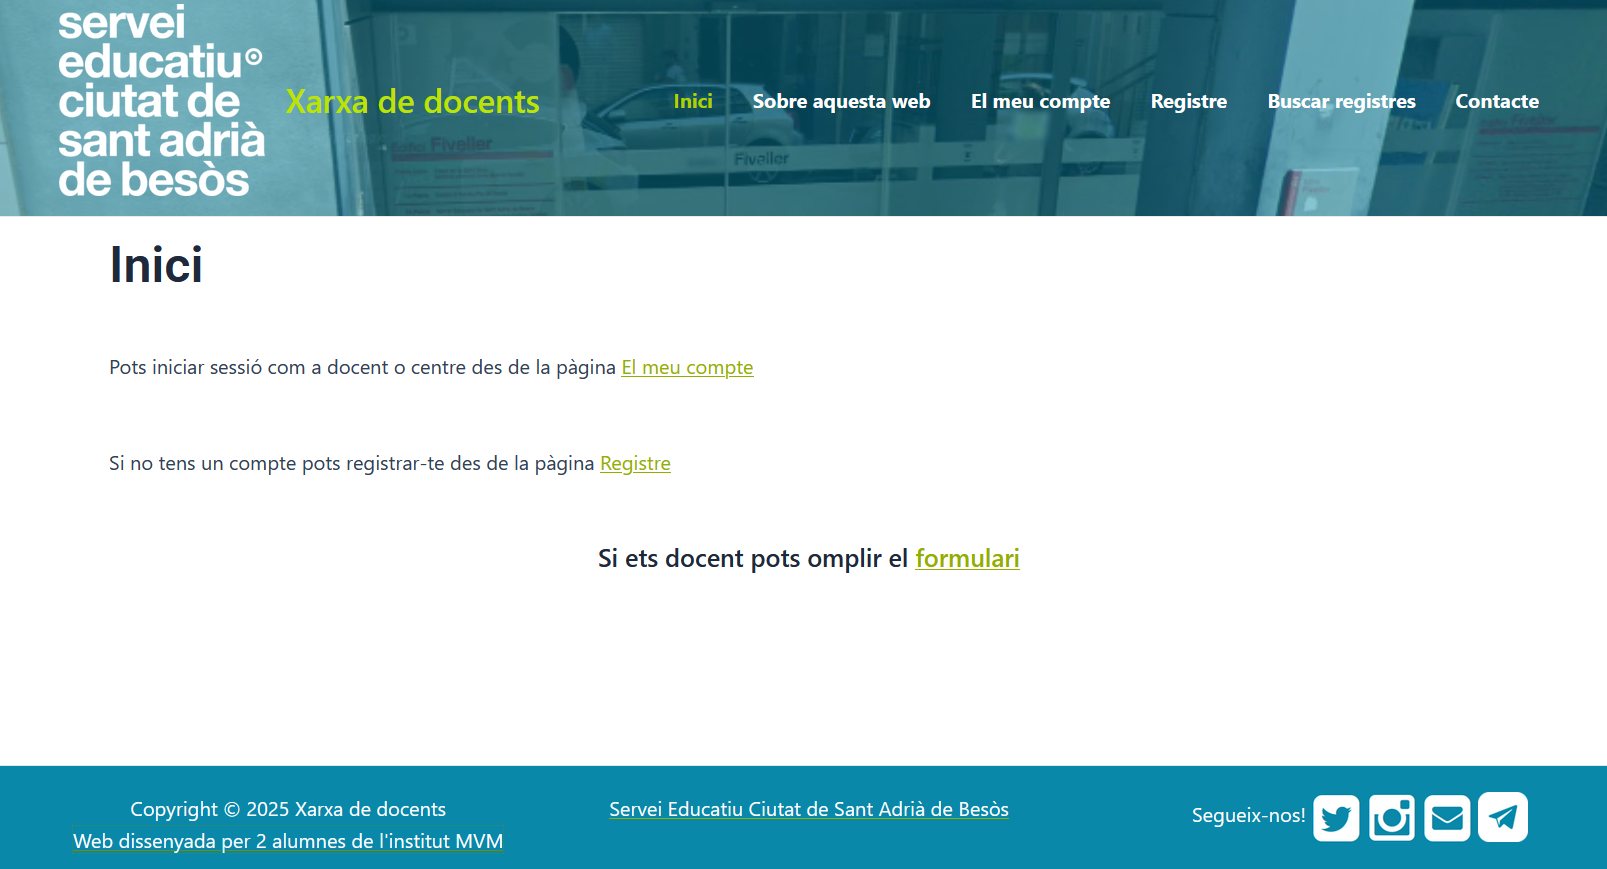 servei
educatiu
ciutat de
sant adrià
de besòs
Xarxa de docents
Inici
Sobre aquesta web
El meu compte
Registre
Buscar registres
Contacte
Edifici Fiveller
Fiveller
Inici
Pots iniciar sessió com a docent o centre des de la pàgina El meu compte
Si no tens un compte pots registrar-te des de la pàgina Registre
Si ets docent pots omplir el formulari
Copyright © 2025 Xarxa de docents
Web dissenyada per 2 alumnes de l'institut MVM
Servei Educatiu Ciutat de Sant Adrià de Besòs
Segueix-nos!